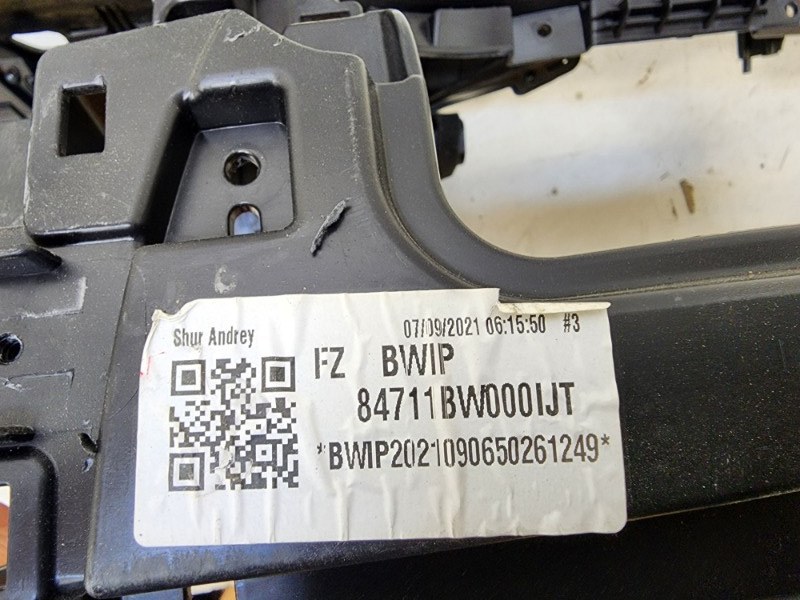 Shur Andrey 07/09/2021 06:15:50 #3
FZ BWIP
84711BW000IJT
*BWIP2021090650261249*